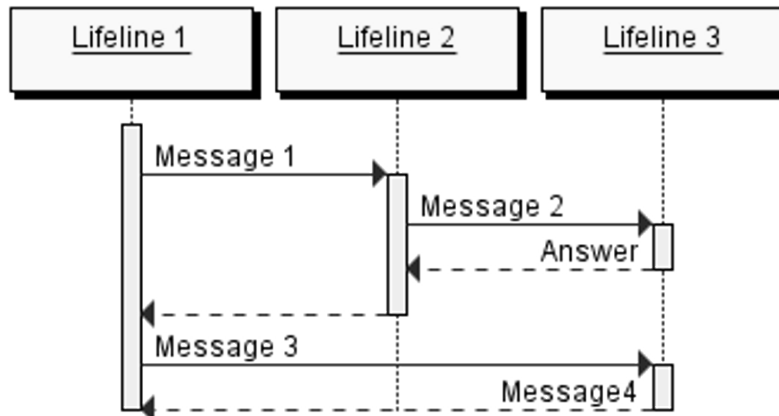 Lifeline 1
Lifeline 2
Lifeline 3
Message 1
Message 2
Answer
Message 3
Message4